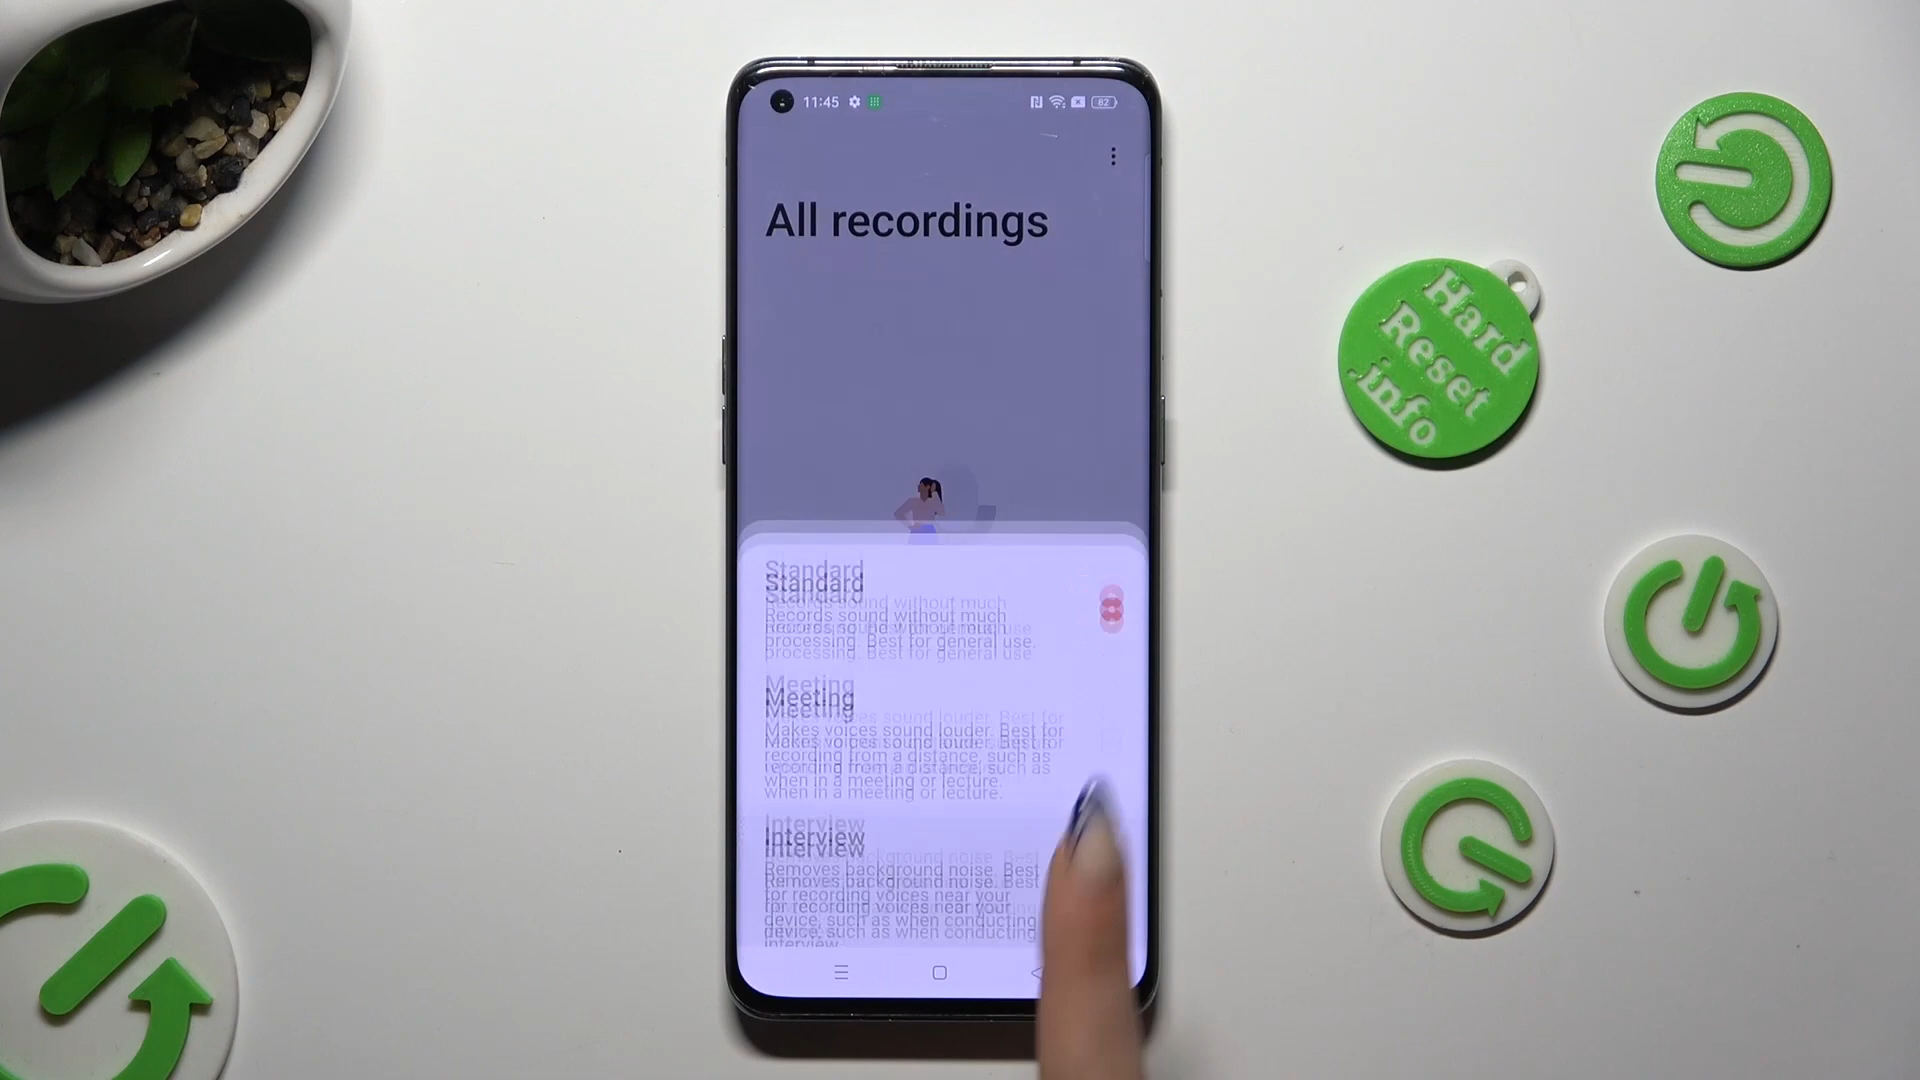 11:45
82
All recordings
Standard
Records sound without much
processing. Best for general use.
Meeting
Makes voices sound louder. Best for
recording from a distance, such as
when in a meeting or lecture.
Interview
Removes background noise. Best
for recording voices near your
device, such as when conducting
interview.
Hard
Reset
.info